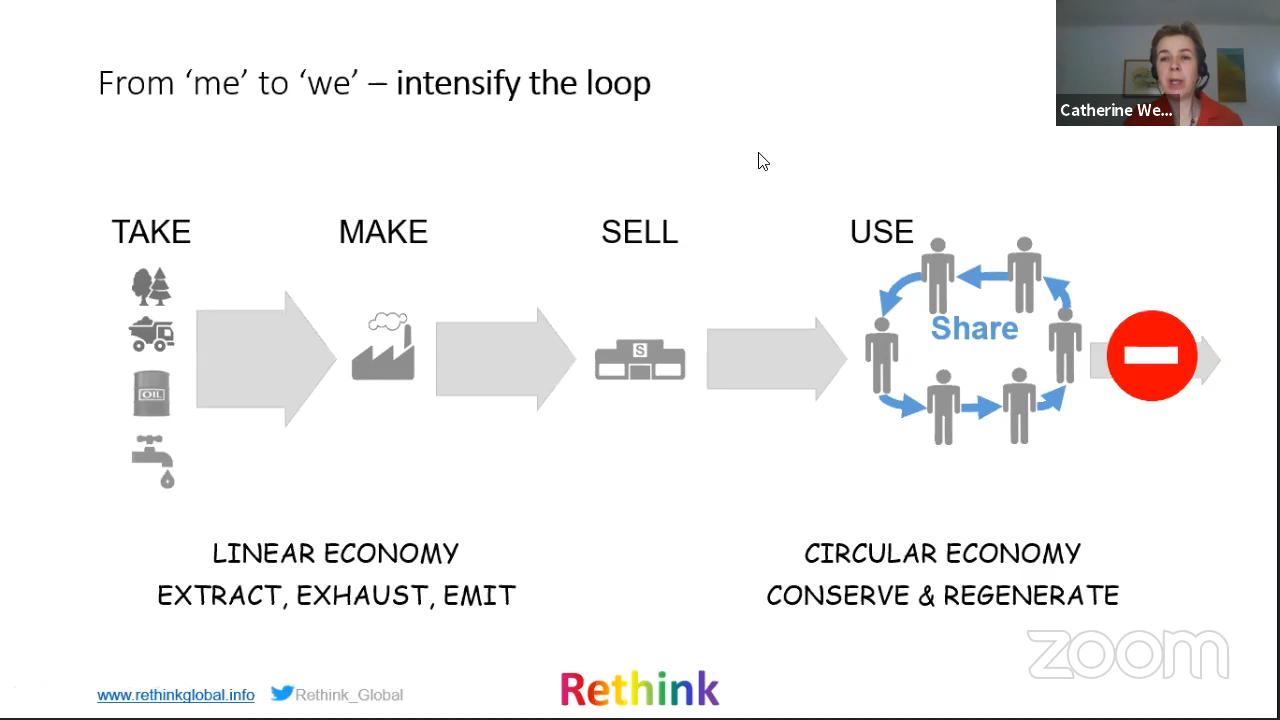 From ‘me’ to ‘we’ – intensify the loop
Catherine We...
TAKE
MAKE
SELL
USE
OIL
S
Share
LINEAR ECONOMY
EXTRACT, EXHAUST, EMIT
CIRCULAR ECONOMY
CONSERVE & REGENERATE
zoom
www.rethinkglobal.info
Rethink_Global
Rethink